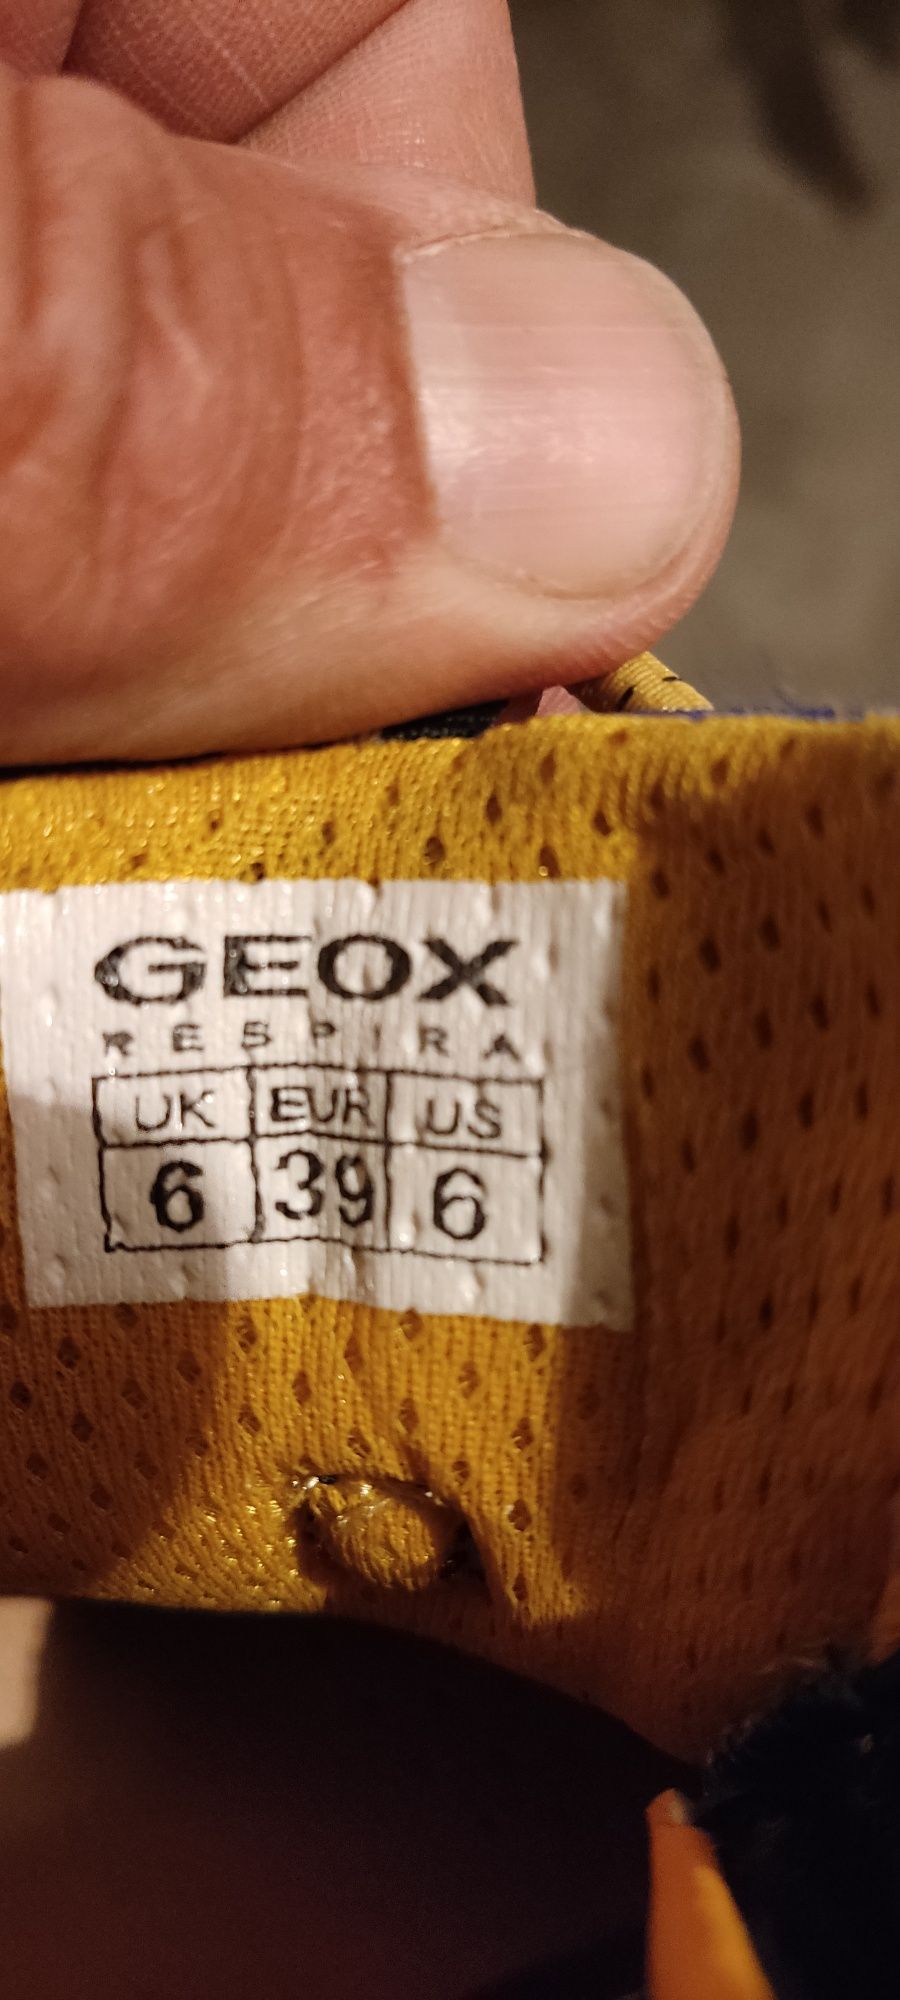 GEOX
RESPIRA
UK EUR US
6 39 6